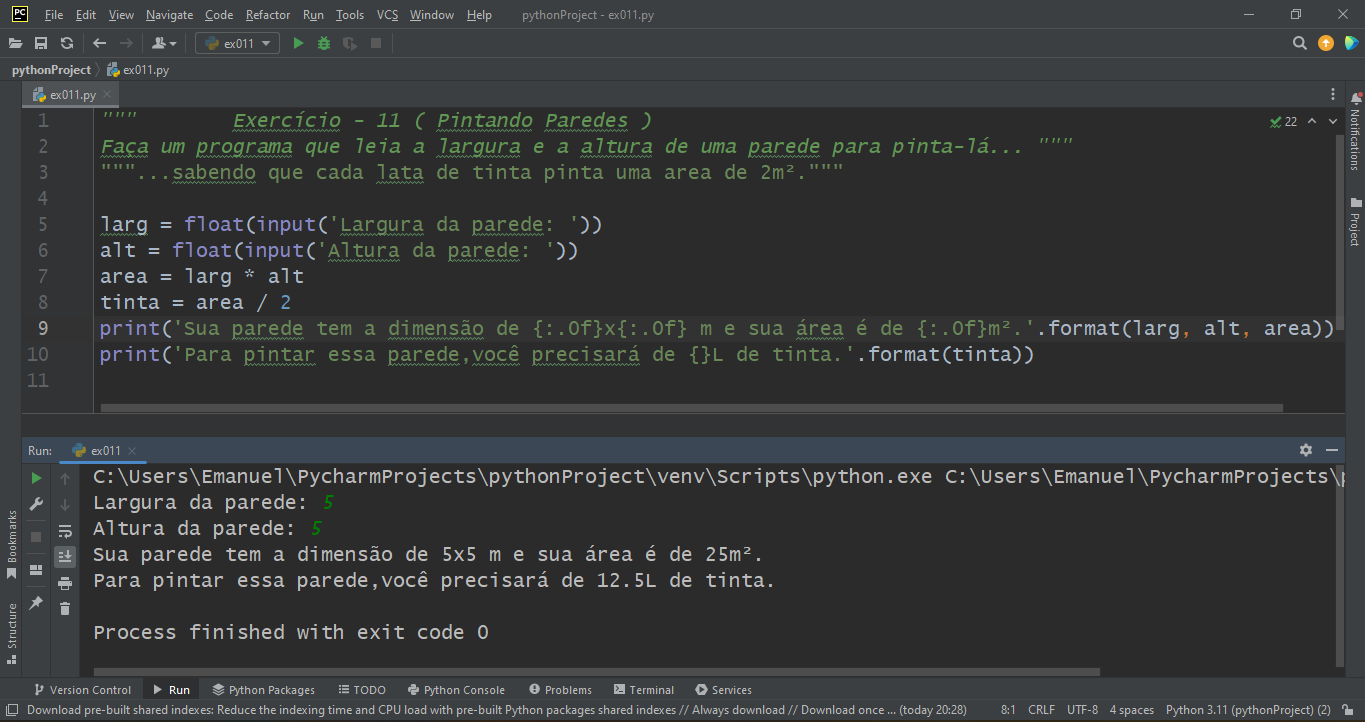 PC File Edit View Navigate Code Refactor Run Tools VCS Window Help pythonProject - ex011.py
ex011
pythonProject ex011.py
ex011.py
1 """ Exercício - 11 ( Pintando Paredes )
22
2 Faça um programa que leia a largura e a altura de uma parede para pinta-lá... """
3 """...sabendo que cada lata de tinta pinta uma area de 2m²."""
4
5 larg = float(input('Largura da parede: '))
6 alt = float(input('Altura da parede: '))
7 area = larg * alt
8 tinta = area / 2
9 print('Sua parede tem a dimensão de {:.0f}x{:.0f} m e sua área é de {:.0f}m².'.format(larg, alt, area))
10 print('Para pintar essa parede,você precisará de {}L de tinta.'.format(tinta))
11
Notifications
Project
Run: ex011
C:\Users\Emanuel\PycharmProjects\pythonProject\venv\Scripts\python.exe C:\Users\Emanuel\PycharmProjects\p
Largura da parede: 5
Altura da parede: 5
Sua parede tem a dimensão de 5x5 m e sua área é de 25m².
Para pintar essa parede,você precisará de 12.5L de tinta.
Process finished with exit code 0
Bookmarks
Structure
Version Control Run Python Packages TODO Python Console Problems Terminal Services
Download pre-built shared indexes: Reduce the indexing time and CPU load with pre-built Python packages shared indexes // Always download // Download once ... (today 20:28) 8:1 CRLF UTF-8 4 spaces Python 3.11 (pythonProject) (2)